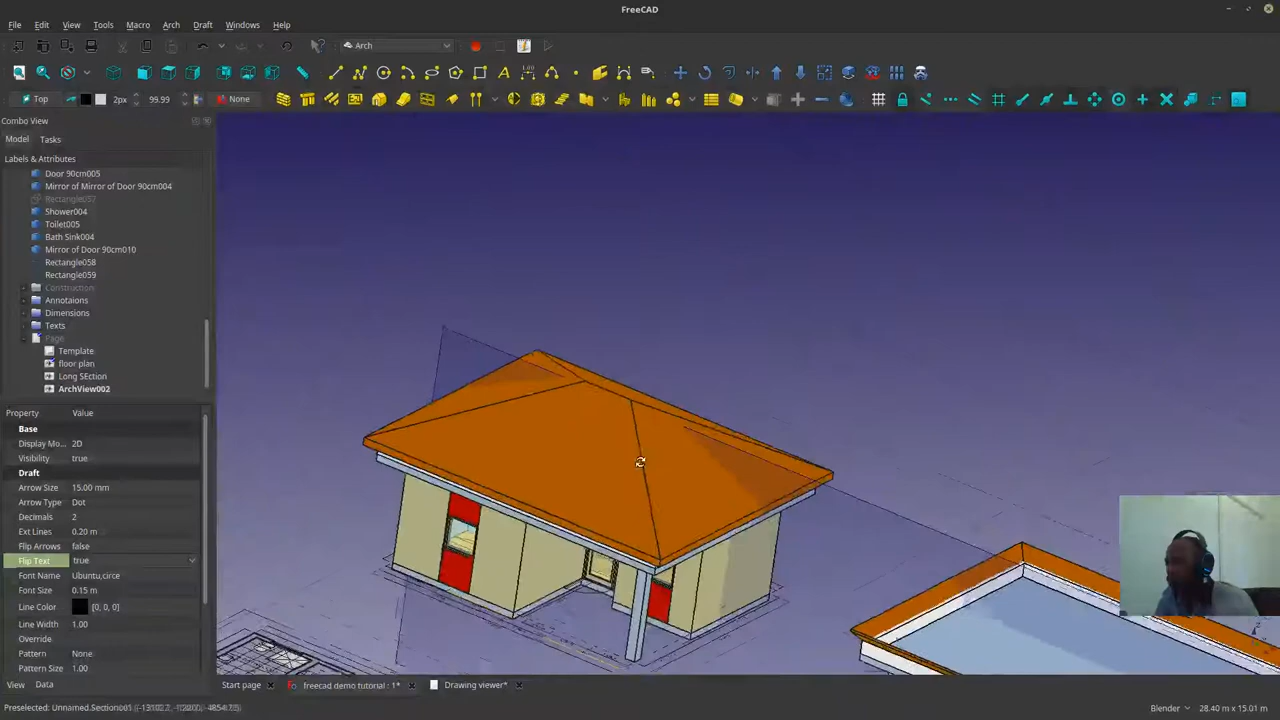 FreeCAD
File Edit View Tools Macro Arch Draft Windows Help
Arch
Top 2px 99.99 None
Combo View
Model Tasks
Labels & Attributes
Door 90cm005
Mirror of Mirror of Door 90cm004
Rectangle057
Shower004
Toilet005
Bath Sink004
Mirror of Door 90cm010
Rectangle058
Rectangle059
Construction
Annotaions
Dimensions
Texts
Page
Template
floor plan
Long SEction
ArchView002
Property Value
Base
Display Mo... 2D
Visibility true
Draft
Arrow Size 15.00 mm
Arrow Type Dot
Decimals 2
Ext Lines 0.20 m
Flip Arrows false
Flip Text true
Font Name Ubuntu,circe
Font Size 0.15 m
Line Color [0, 0, 0]
Line Width 1.00
Override
Pattern None
Pattern Size 1.00
View Data
Start page freecad demo tutorial : 1* Drawing viewer*
Preselected: Blender 28.40 m x 15.01 m